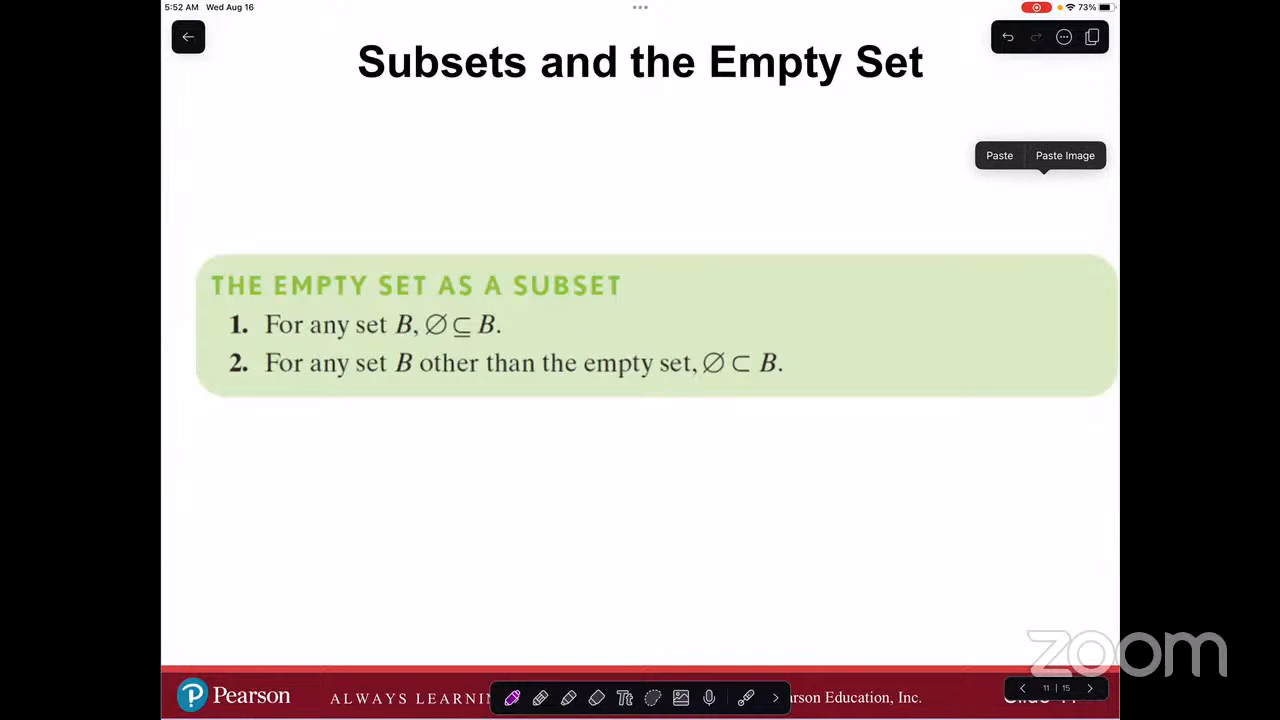 5:52 AM Wed Aug 16
73%
Subsets and the Empty Set
Paste Paste Image
THE EMPTY SET AS A SUBSET
1. For any set B, ∅ ⊆ B.
2. For any set B other than the empty set, ∅ ⊂ B.
zoom
Pearson ALWAYS LEARNIN Tt arson Education, Inc. 11 | 15